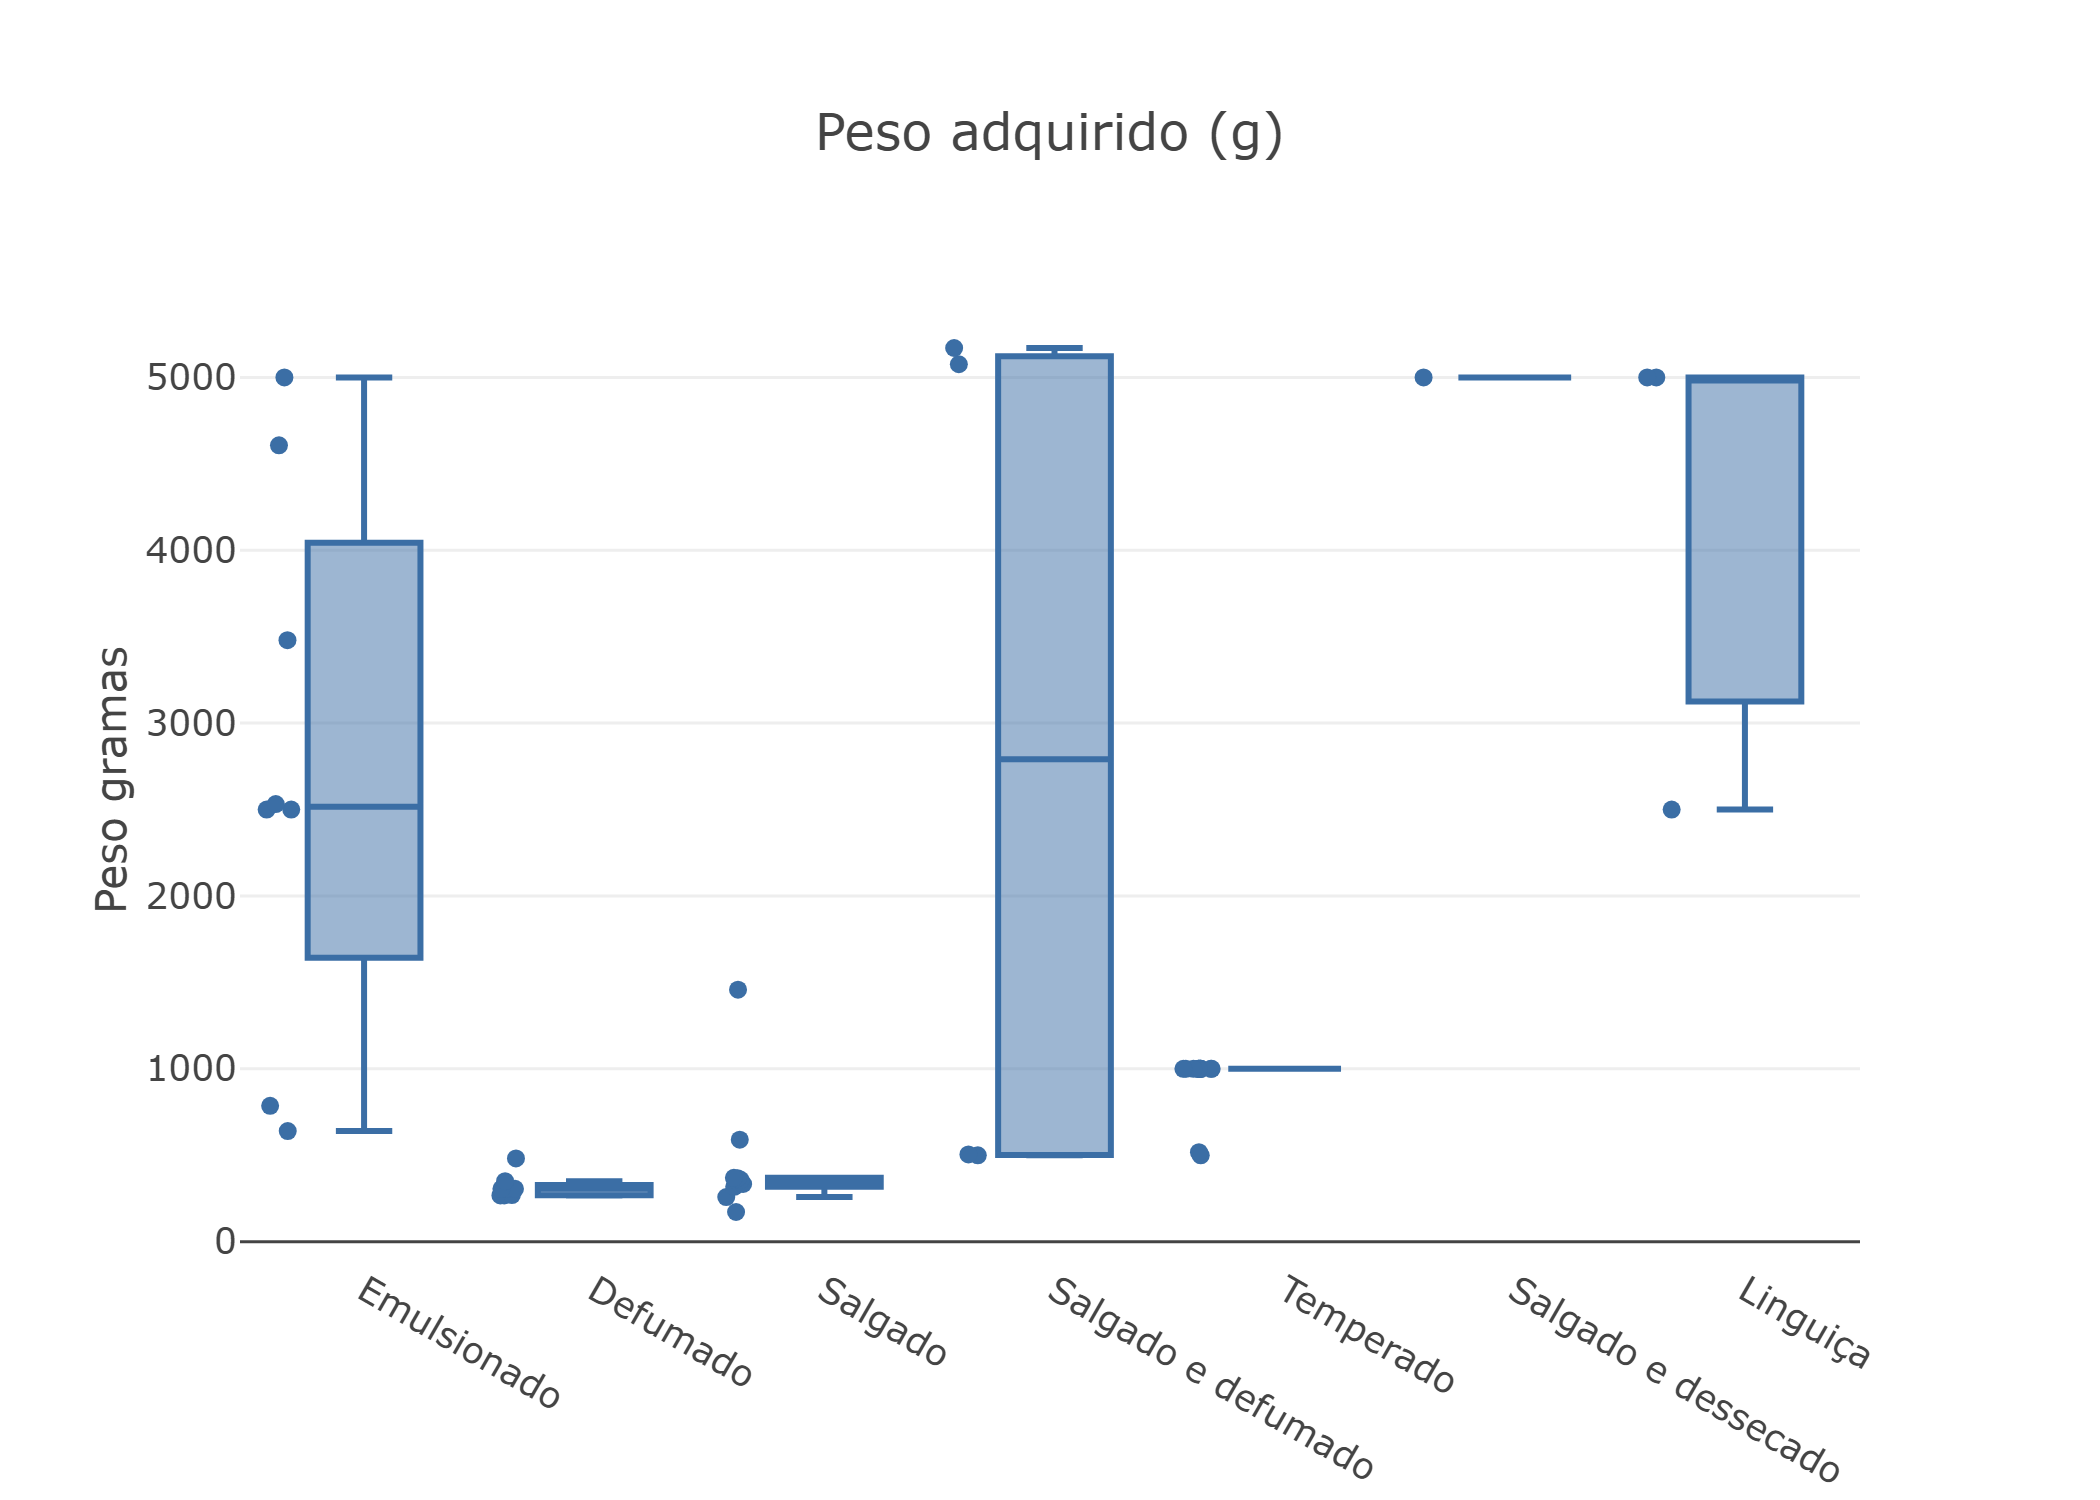 Peso adquirido (g)
Peso gramas
5000
4000
3000
2000
1000
0
Emulsionado
Defumado
Salgado
Salgado e defumado
Temperado
Salgado e dessecado
Linguiça